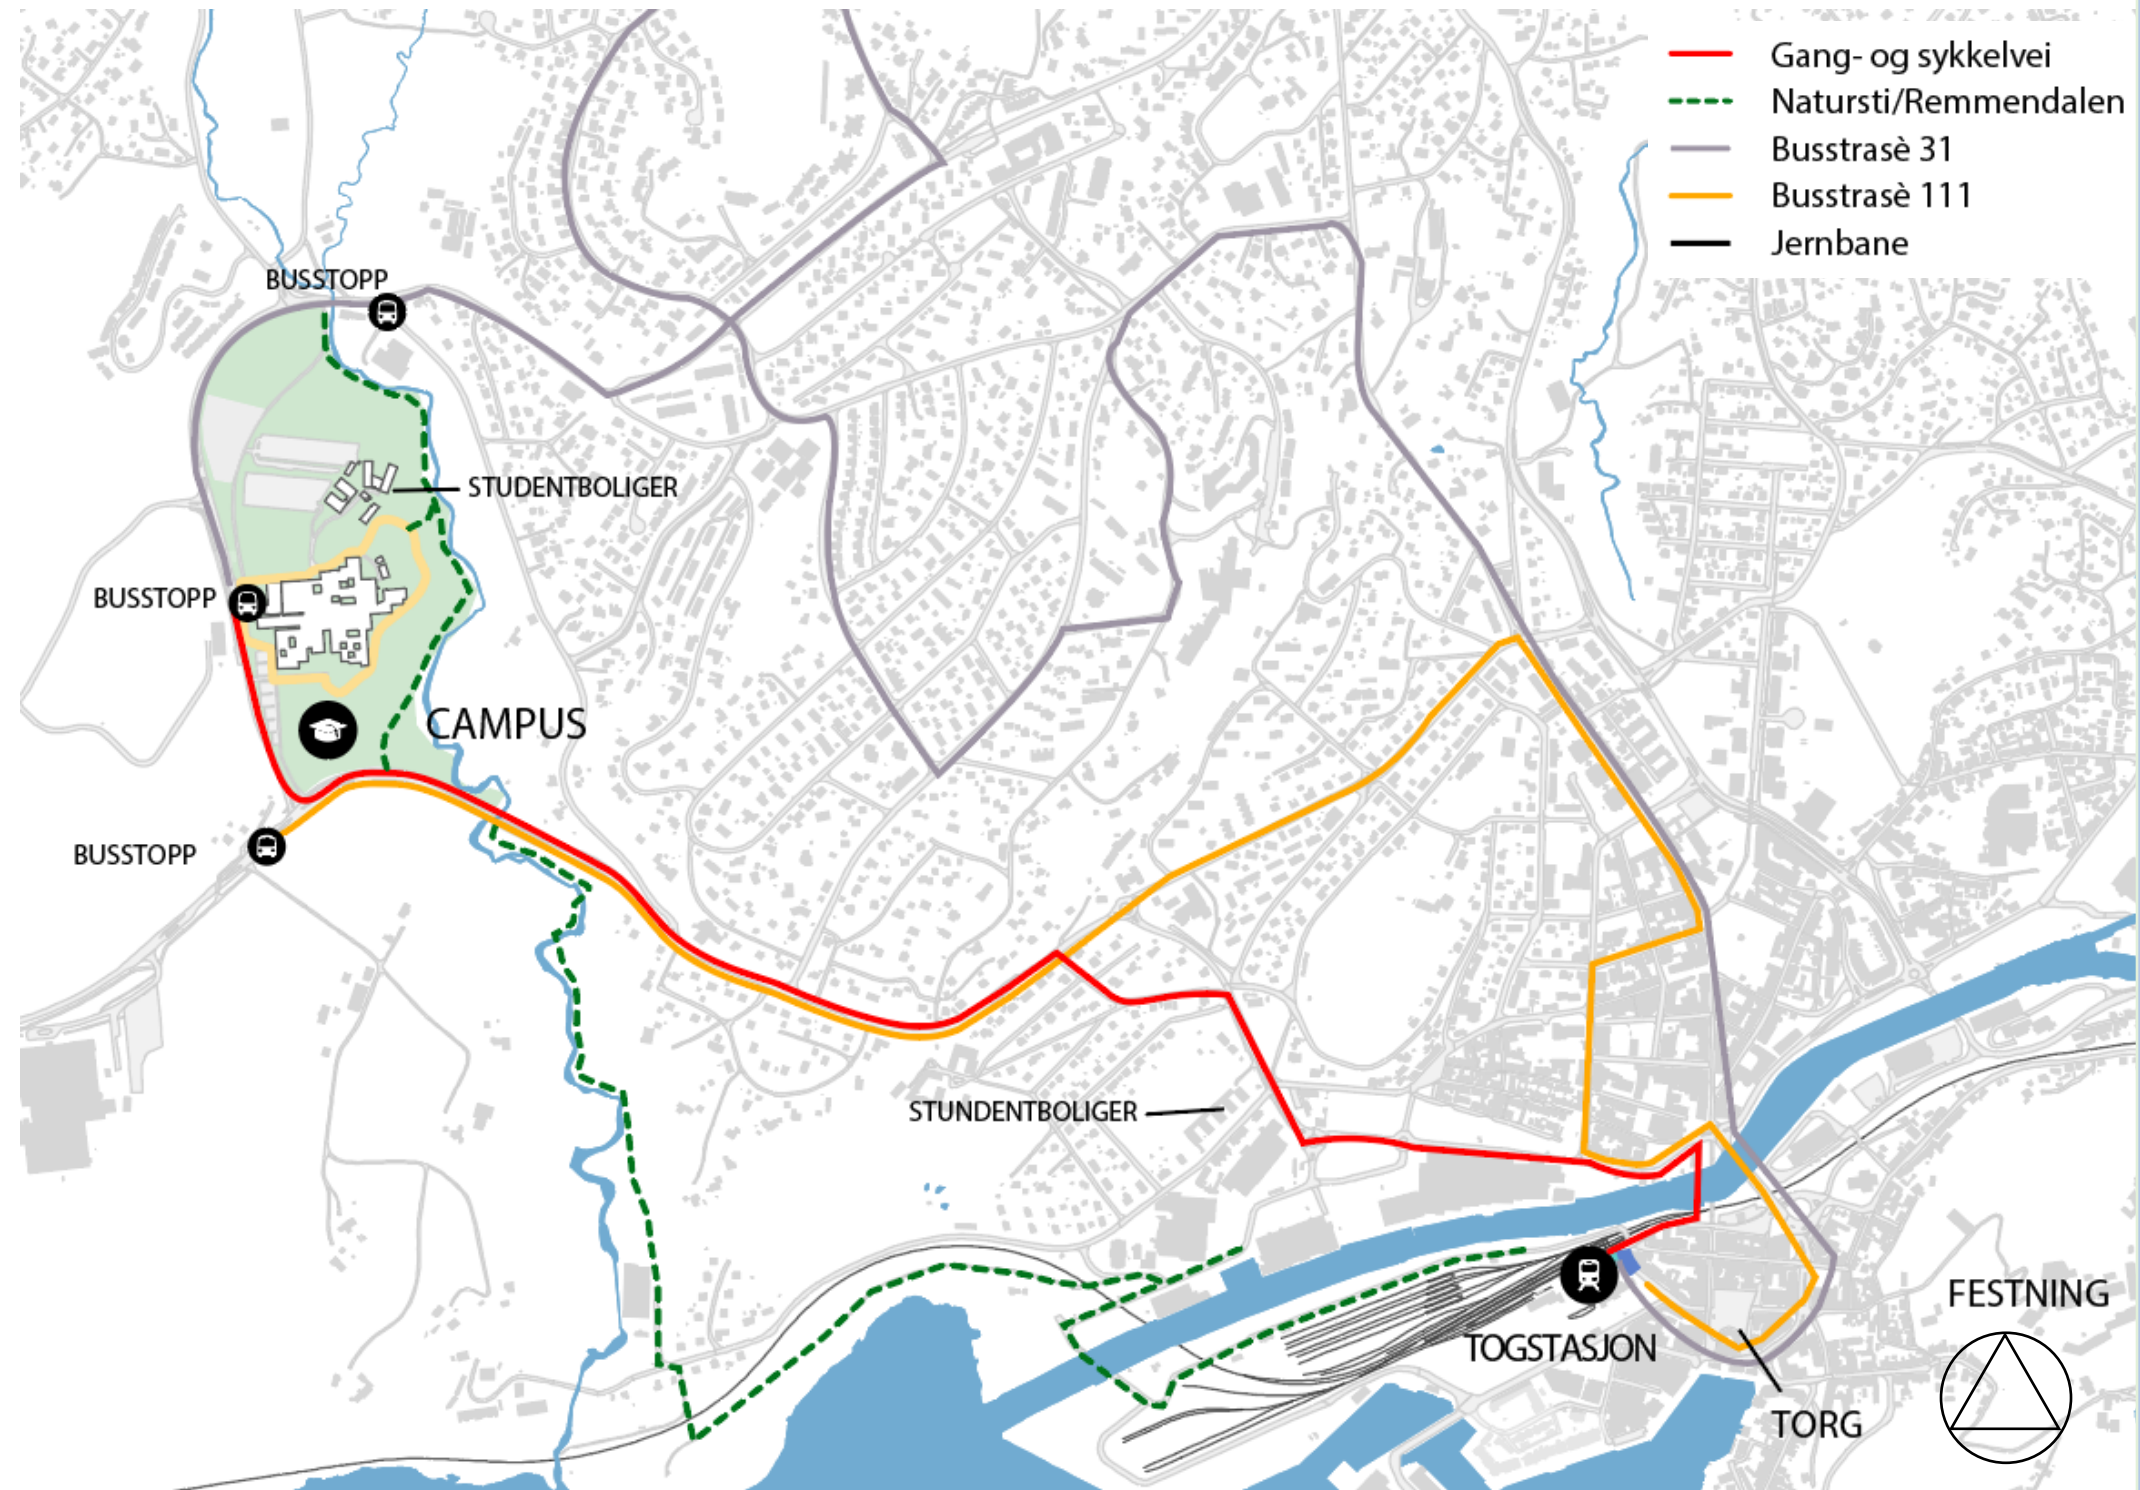 Gang- og sykkelvei
Natursti/Remmendalen
Busstrasè 31
Busstrasè 111
Jernbane
BUSSTOPP
STUDENTBOLIGER
BUSSTOPP
CAMPUS
BUSSTOPP
STUNDENTBOLIGER
FESTNING
TOGSTASJON
TORG